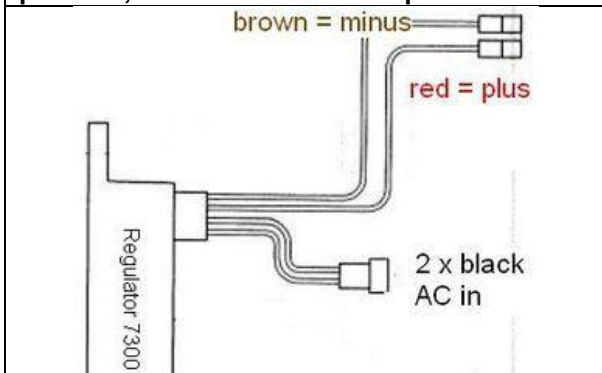 brown = minus
red = plus
2 x black
AC in
Regulator 7300